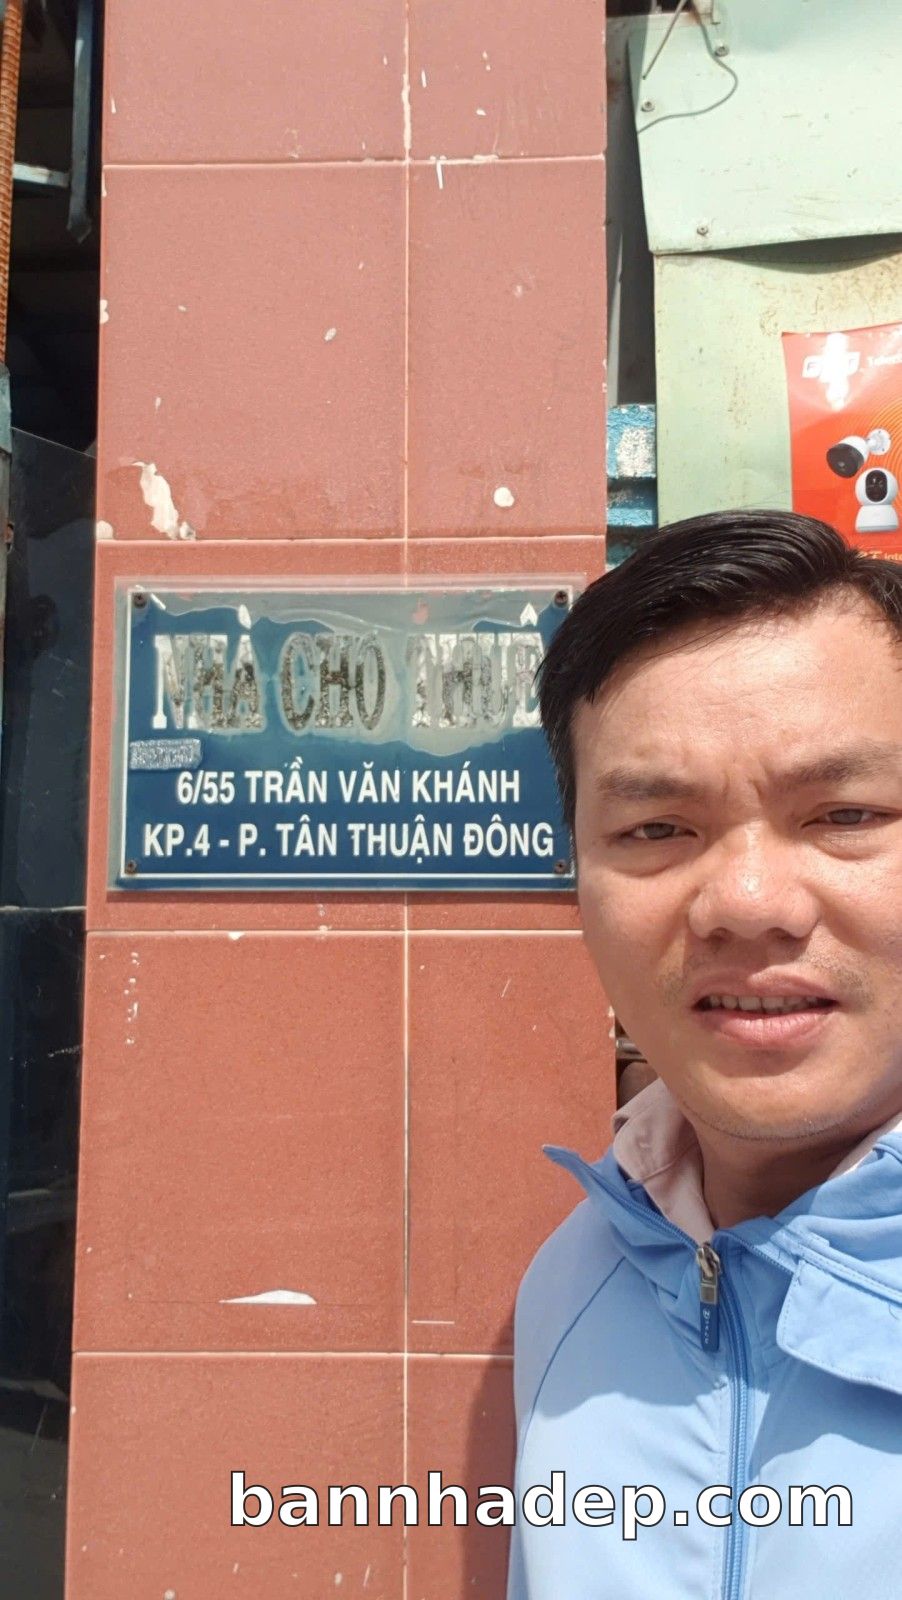 NHÀ CHO THUÊ
6/55 TRẦN VĂN KHÁNH
KP.4 - P. TÂN THUẬN ĐÔNG
bannhadep.com